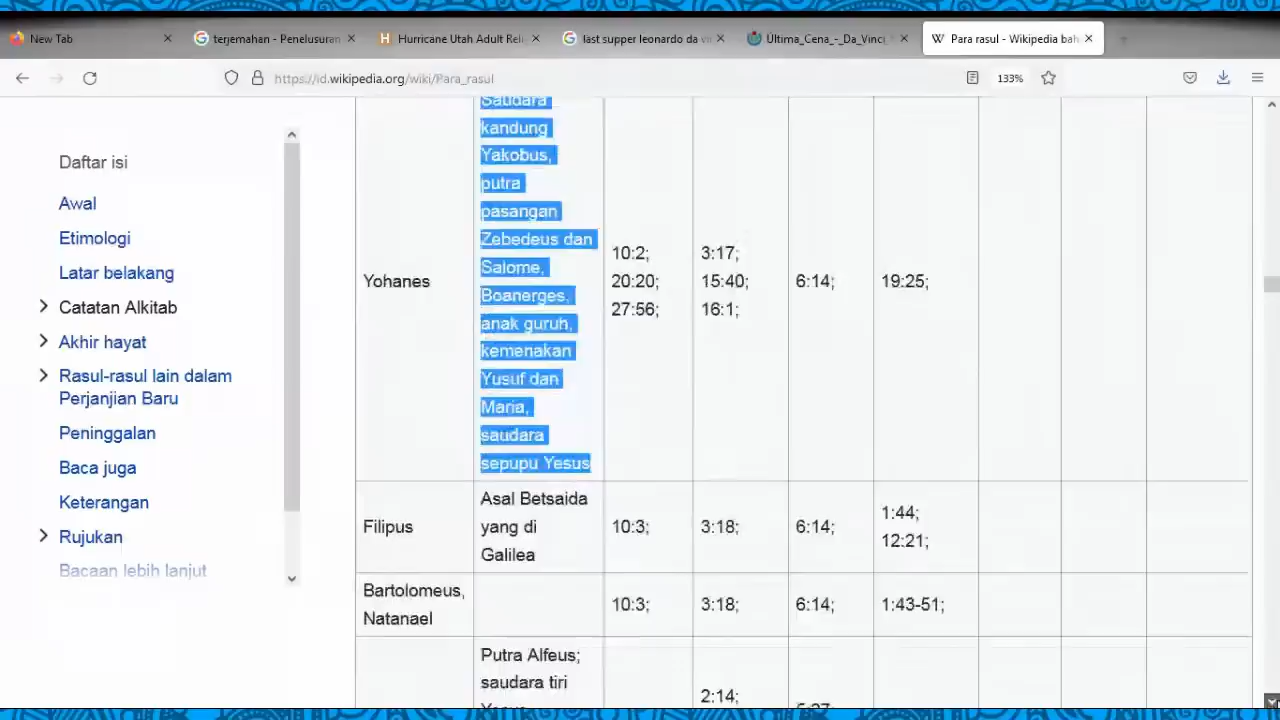 New Tab
terjemahan - Penelusuran
Hurricane Utah Adult Reli
last supper leonardo da vi
Última_Cena_-_Da_Vinci_
Para rasul - Wikipedia bah
https://id.wikipedia.org/wiki/Para_rasul
133%
Daftar isi
Awal
Etimologi
Latar belakang
Catatan Alkitab
Akhir hayat
Rasul-rasul lain dalam
Perjanjian Baru
Peninggalan
Baca juga
Keterangan
Rujukan
Bacaan lebih lanjut
Yohanes
Saudara
kandung
Yakobus,
putra
pasangan
Zebedeus dan
Salome,
Boanerges,
anak guruh,
kemenakan
Yusuf dan
Maria,
saudara
sepupu Yesus
10:2;
20:20;
27:56;
3:17;
15:40;
16:1;
6:14;
19:25;
Filipus
Asal Betsaida
yang di
Galilea
10:3;
3:18;
6:14;
1:44;
12:21;
Bartolomeus,
Natanael
10:3;
3:18;
6:14;
1:43-51;
Putra Alfeus;
saudara tiri
Yesus
2:14;
5:27